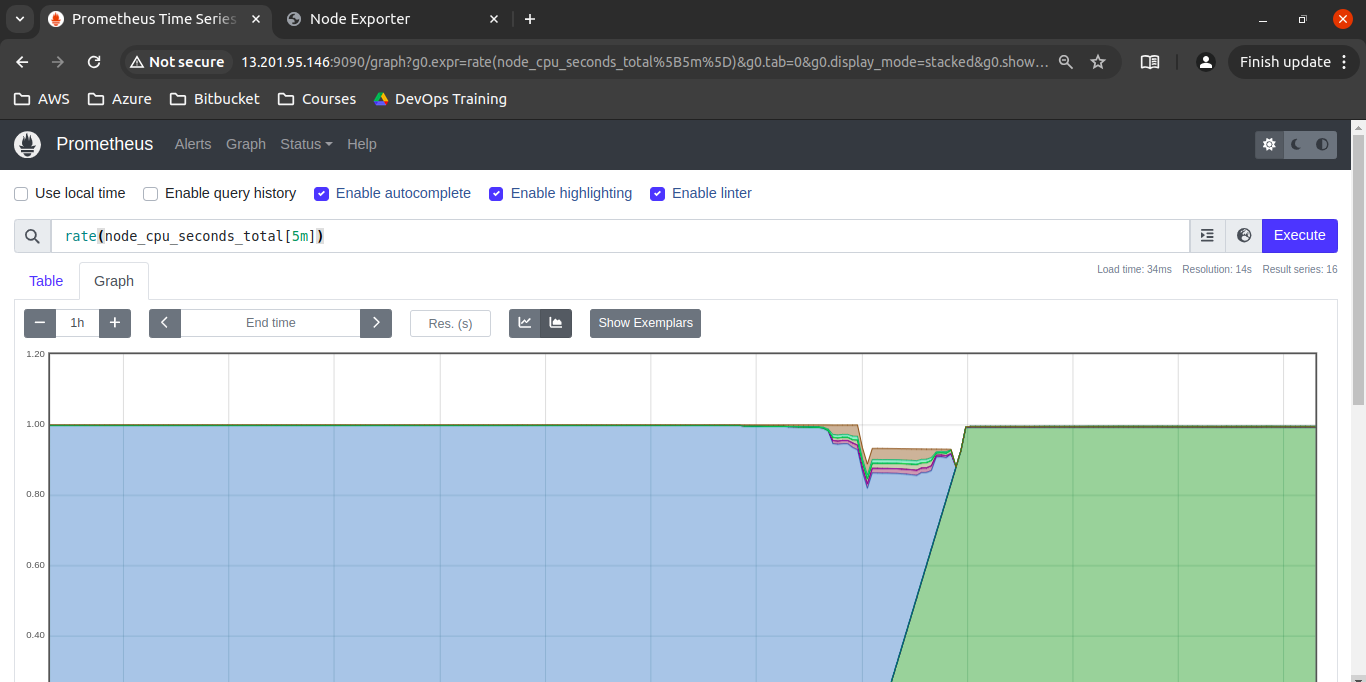 Prometheus Time Series
Node Exporter
Not secure
13.201.95.146:9090/graph?g0.expr=rate(node_cpu_seconds_total%5B5m%5D)&g0.tab=0&g0.display_mode=stacked&g0.show…
Finish update
AWS
Azure
Bitbucket
Courses
DevOps Training
Prometheus
Alerts
Graph
Status
Help
Use local time
Enable query history
Enable autocomplete
Enable highlighting
Enable linter
rate(node_cpu_seconds_total[5m])
Execute
Table
Graph
Load time: 34ms
Resolution: 14s
Result series: 16
1h
End time
Res. (s)
Show Exemplars
1.20
1.00
0.80
0.60
0.40